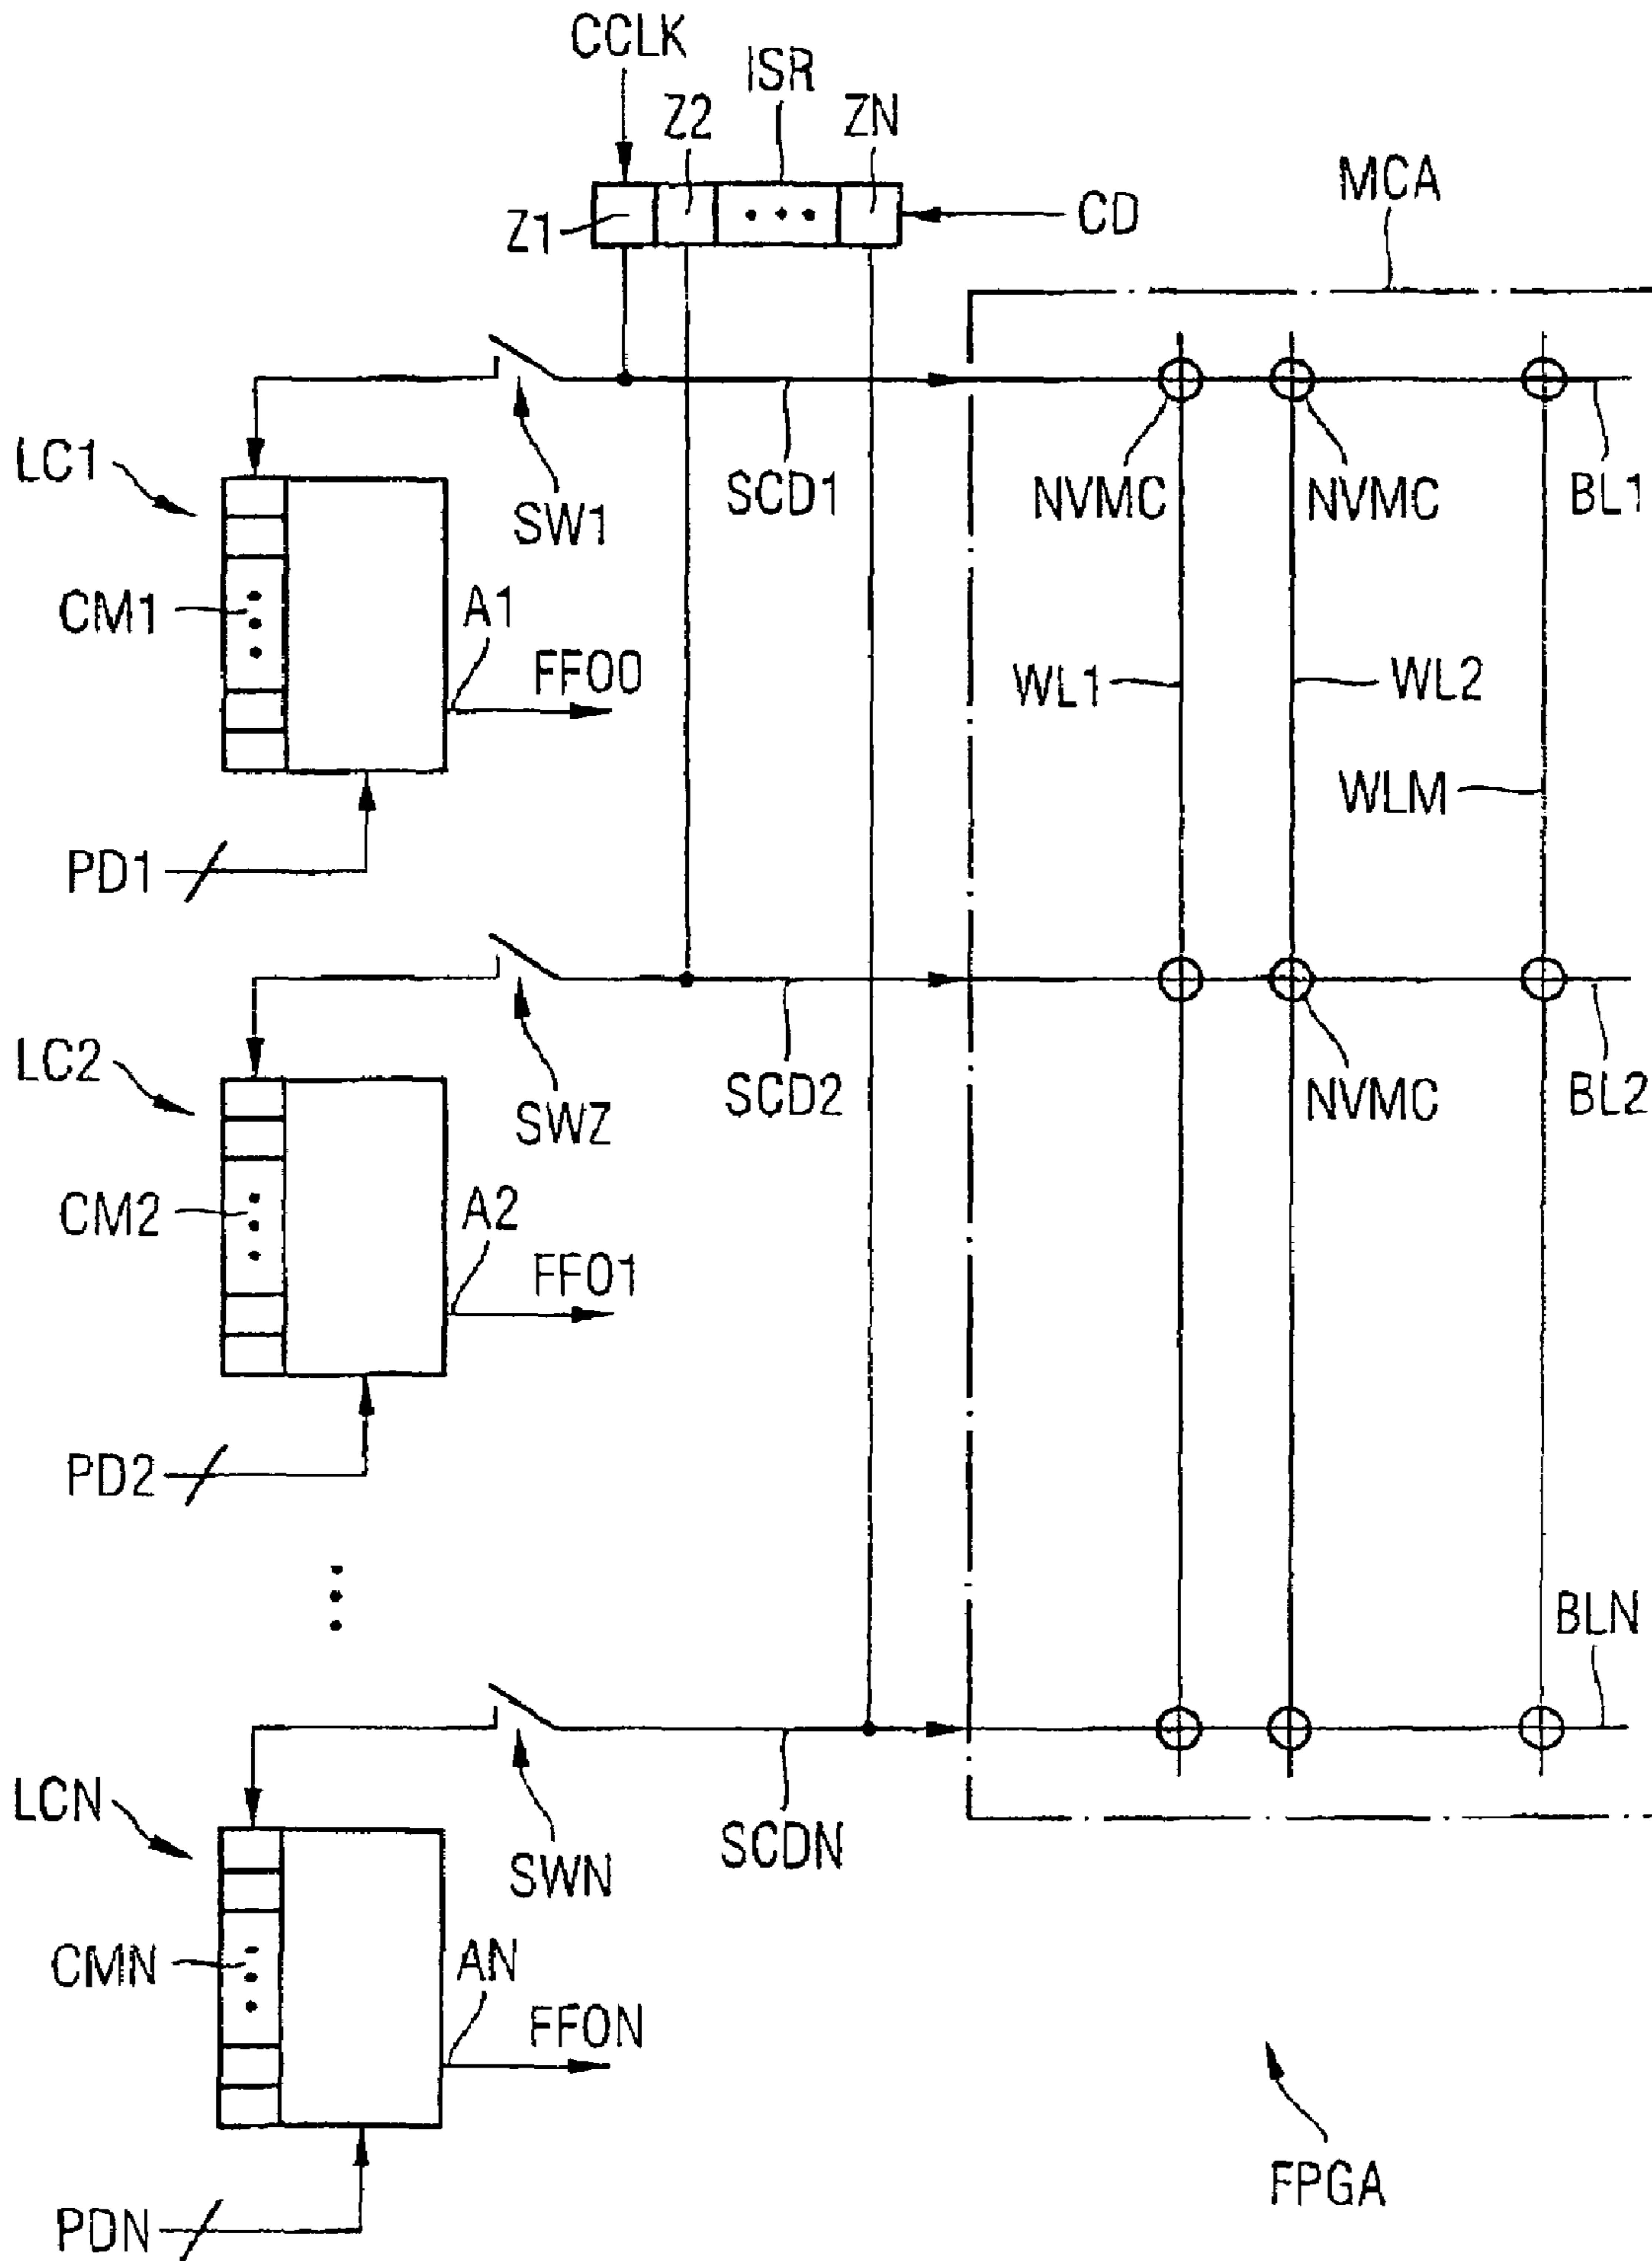 CCLK
ISR
Z2
ZN
MCA
Z1
CD
LC1
SW1
SCD1
NVMC
NVMC
BL1
CM1
A1
FF00
WL1
WL2
WLM
PD1
LC2
SWZ
SCD2
NVMC
BL2
CM2
A2
FF01
PD2
BLN
LCN
SWN
SCDN
CMN
AN
FFON
FPGA
PDN